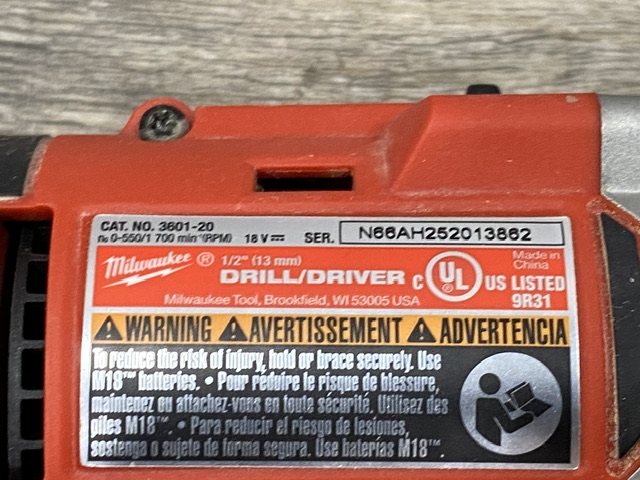 CAT. NO. 3601-20
n₀ 0-550/1 700 min⁻¹(RPM) 18 V⎓ SER. N66AH252013862
Milwaukee ® 1/2" (13 mm) Made in
China
DRILL/DRIVER C UL US LISTED
Milwaukee Tool, Brookfield, WI 53005 USA 9R31
WARNING AVERTISSEMENT ADVERTENCIA
To reduce the risk of injury, hold or brace securely. Use
M18™ batteries. • Pour réduire le risque de blessure,
maintenez ou attachez-vous en toute sécurité. Utilisez des
piles M18™. • Para reducir el riesgo de lesiones,
sostenga o sujete de forma segura. Use baterías M18™.